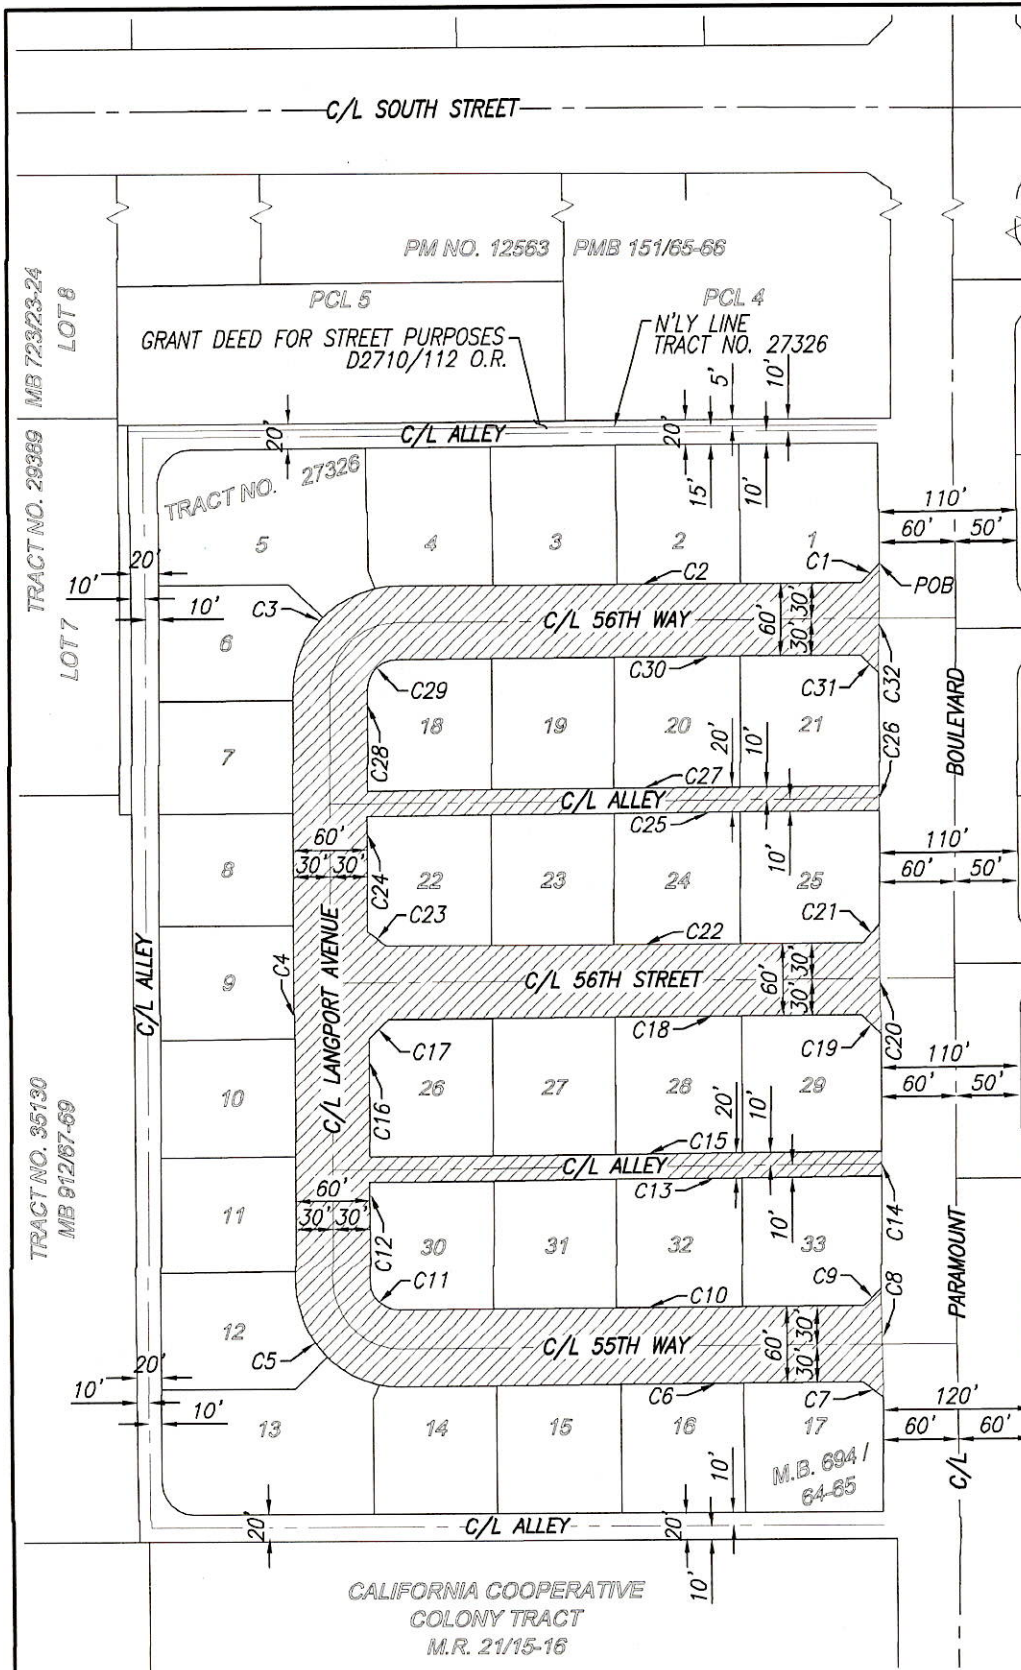 C/L SOUTH STREET
PM NO. 12563 PMB 151/65-66
PCL 5
PCL 4
MB 723/23-24
LOT 8
GRANT DEED FOR STREET PURPOSES
D2710/112 O.R.
N'LY LINE
TRACT NO. 27326
5'
10'
20'
C/L ALLEY
20'
15'
10'
TRACT NO. 29389
LOT 7
TRACT NO. 27326
5
4
3
2
1
C1
110'
60'
50'
20'
10'
10'
C3
C2
POB
6
C/L 56TH WAY
60'
30'
30'
C29
C30
C31
C32
7
18
19
20
21
C28
20'
10'
C26
BOULEVARD
C27
C/L ALLEY
C25
10'
60'
30'
30'
110'
60'
50'
8
C24
22
23
24
25
C23
C22
C21
C/L ALLEY
9
C4
C/L LANGPORT AVENUE
C/L 56TH STREET
60'
30'
30'
C17
C18
C19
C20
110'
60'
50'
TRACT NO. 35130
MB 912/67-69
10
C16
26
27
28
29
20'
10'
C15
C/L ALLEY
C13
10'
C14
60'
30'
30'
11
C12
30
31
32
33
C11
C10
C9
C8
PARAMOUNT
12
C5
C/L 55TH WAY
60'
30'
30'
20'
10'
10'
C6
C7
120'
60'
60'
13
14
15
16
17
M.B. 694/
64-65
10'
C/L
20'
C/L ALLEY
20'
10'
CALIFORNIA COOPERATIVE
COLONY TRACT
M.R. 21/15-16